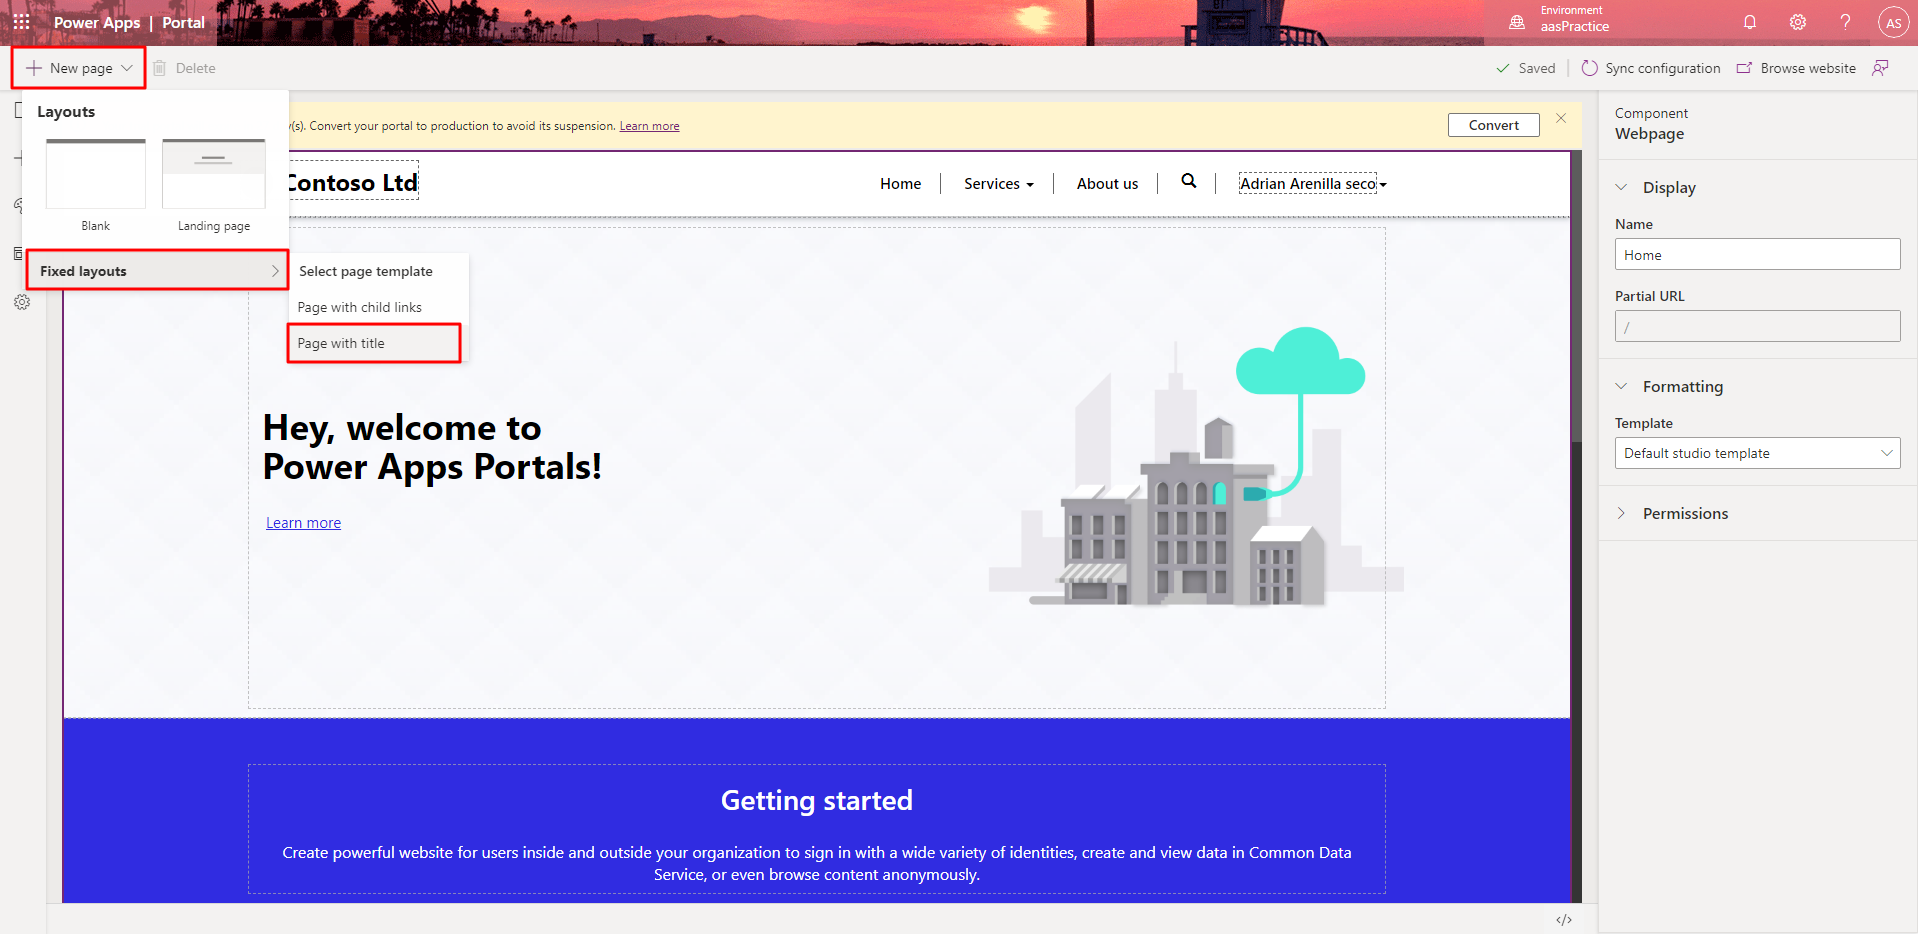 Power Apps | Portal
Environment
aasPractice
?
AS
New page
Delete
Saved
Sync configuration
Browse website
Layouts
Blank
Landing page
Fixed layouts
Select page template
Page with child links
Page with title
y(s). Convert your portal to production to avoid its suspension. Learn more
Convert
Contoso Ltd
Home
Services
About us
Adrian Arenilla seco
Hey, welcome to
Power Apps Portals!
Learn more
Getting started
Create powerful website for users inside and outside your organization to sign in with a wide variety of identities, create and view data in Common Data
Service, or even browse content anonymously.
</>
Component
Webpage
Display
Name
Home
Partial URL
/
Formatting
Template
Default studio template
Permissions